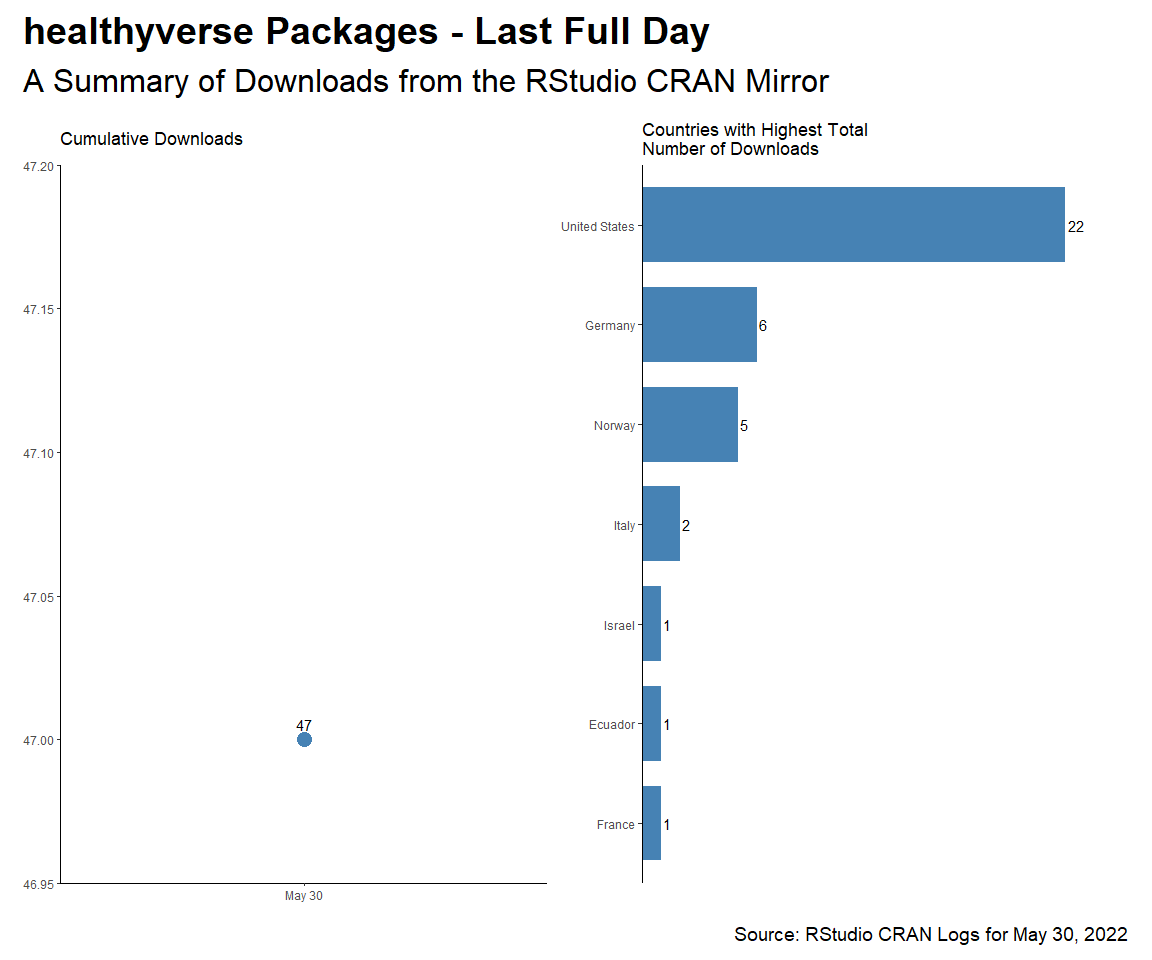 healthyverse Packages - Last Full Day
A Summary of Downloads from the RStudio CRAN Mirror
Cumulative Downloads
47.20
47.15
47.10
47.05
47.00
46.95
47
May 30
Countries with Highest Total
Number of Downloads
United States 22
Germany 6
Norway 5
Italy 2
Israel 1
Ecuador 1
France 1
Source: RStudio CRAN Logs for May 30, 2022